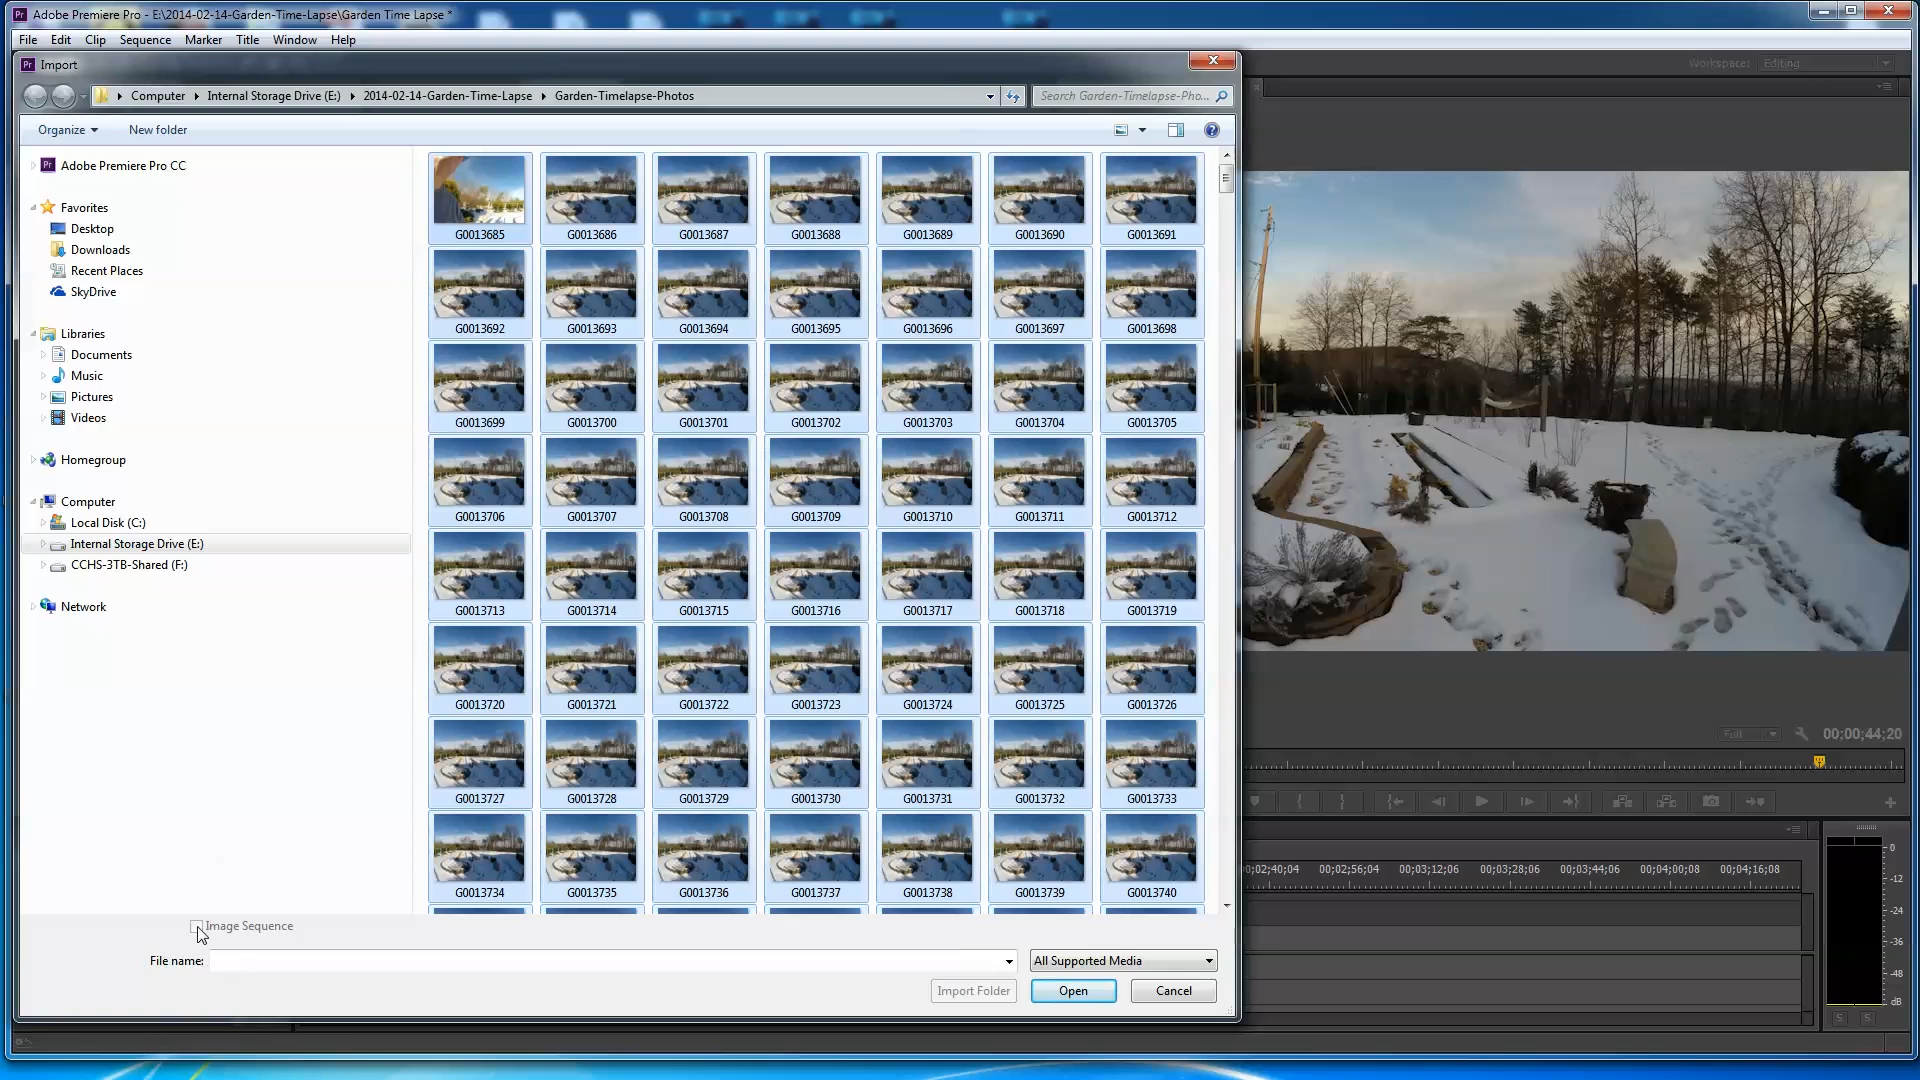 Adobe Premiere Pro - E:\2014-02-14-Garden-Time-Lapse\Garden Time Lapse *
File Edit Clip Sequence Marker Title Window Help
Import
Workspace: Editing
Computer Internal Storage Drive (E:) 2014-02-14-Garden-Time-Lapse Garden-Timelapse-Photos
Search Garden-Timelapse-Pho...
Organize New folder
Adobe Premiere Pro CC
Favorites
Desktop
Downloads
Recent Places
SkyDrive
Libraries
Documents
Music
Pictures
Videos
Homegroup
Computer
Local Disk (C:)
Internal Storage Drive (E:)
CCHS-3TB-Shared (F:)
Network
G0013685 G0013686 G0013687 G0013688 G0013689 G0013690 G0013691
G0013692 G0013693 G0013694 G0013695 G0013696 G0013697 G0013698
G0013699 G0013700 G0013701 G0013702 G0013703 G0013704 G0013705
G0013706 G0013707 G0013708 G0013709 G0013710 G0013711 G0013712
G0013713 G0013714 G0013715 G0013716 G0013717 G0013718 G0013719
G0013720 G0013721 G0013722 G0013723 G0013724 G0013725 G0013726
G0013727 G0013728 G0013729 G0013730 G0013731 G0013732 G0013733
G0013734 G0013735 G0013736 G0013737 G0013738 G0013739 G0013740
Image Sequence
File name:
All Supported Media
Import Folder Open Cancel
Full
00;00;44;20
00;02;56;04 00;03;12;06 00;03;28;06 00;03;44;06 00;04;00;08 00;04;16;08
0
-12
-24
-36
-48
dB
S S